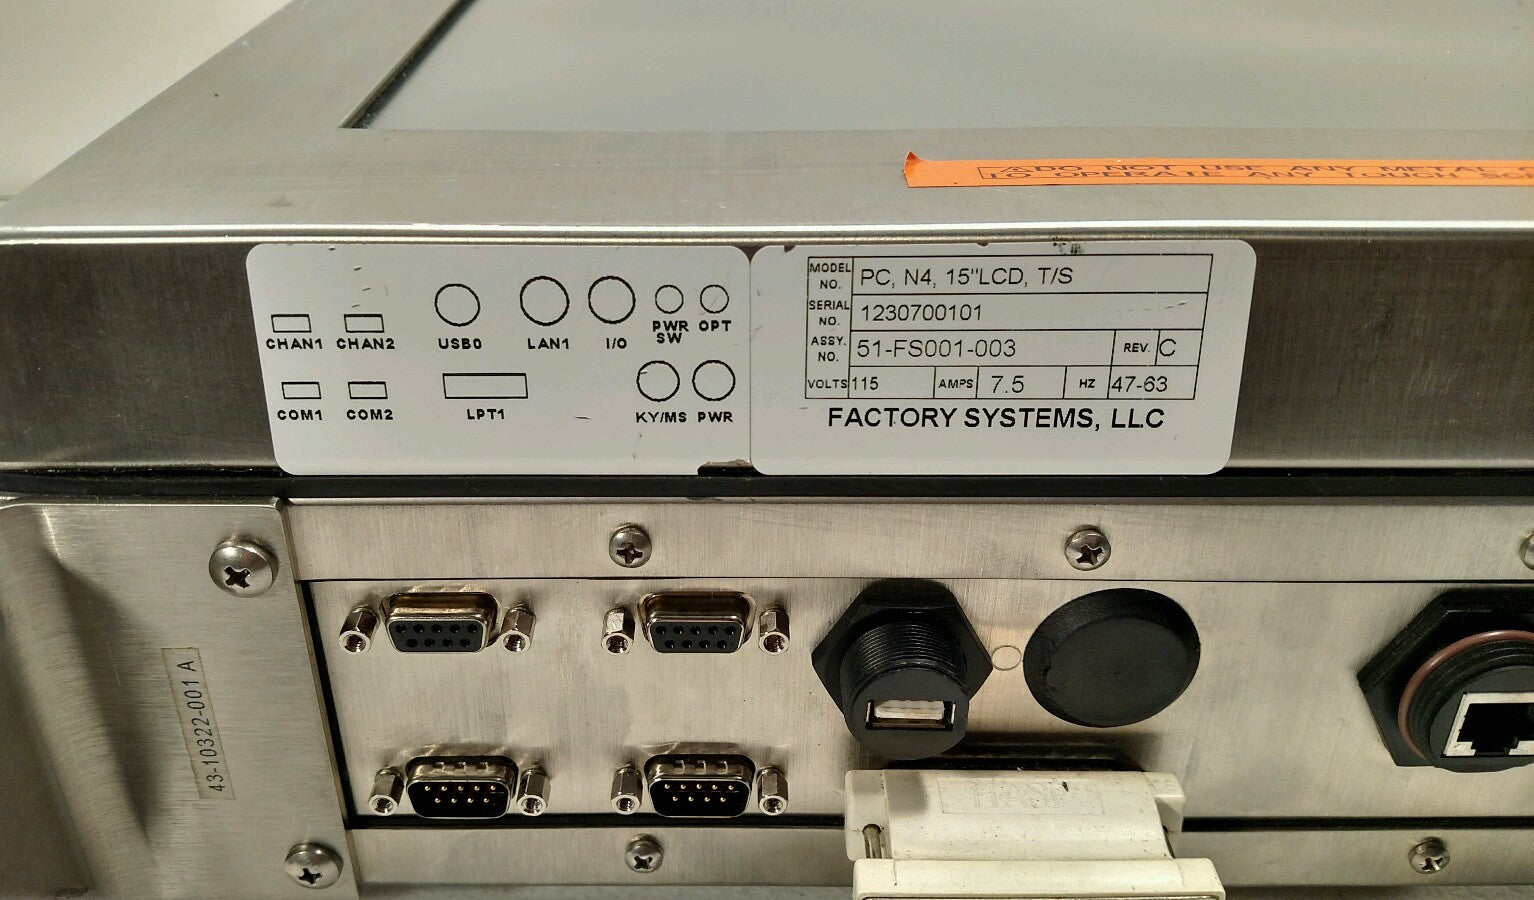 DO NOT USE ANY METAL
TO OPERATE ANY TOUCH
CHAN1 CHAN2 USB0 LAN1 I/O PWR SW OPT
COM1 COM2 LPT1 KY/MS PWR
MODEL NO. PC, N4, 15"LCD, T/S
SERIAL NO. 1230700101
ASSY. NO. 51-FS001-003 REV. C
VOLTS 115 AMPS 7.5 HZ 47-63
FACTORY SYSTEMS, LLC
43-10322-001 A